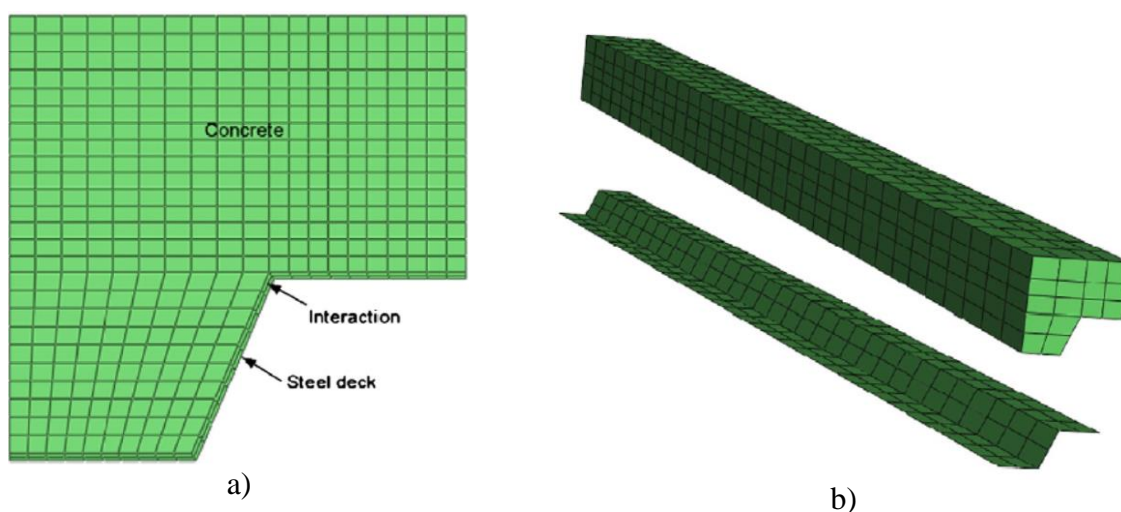 Concrete
Interaction
Steel deck
a)
b)